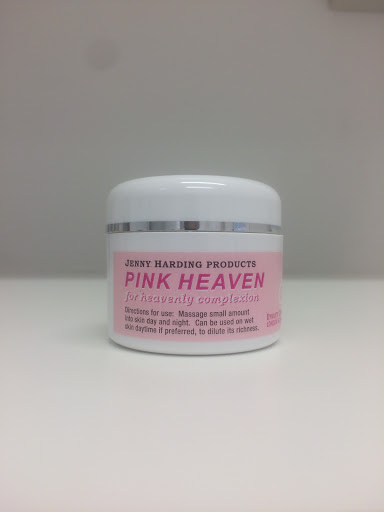 JENNY HARDING PRODUCTS
PINK HEAVEN
for heavenly complexion
Directions for use: Massage small amount
into skin day and night. Can be used on wet
skin daytime if preferred, to dilute its richness.